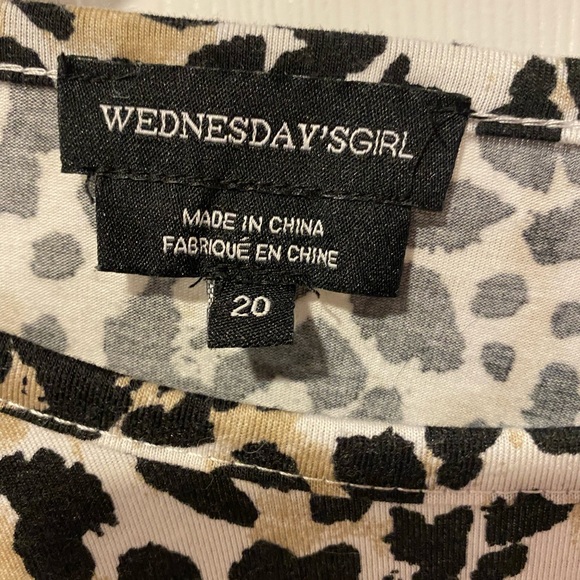 WEDNESDAY'SGIRL
MADE IN CHINA
FABRIQUÉ EN CHINE
20